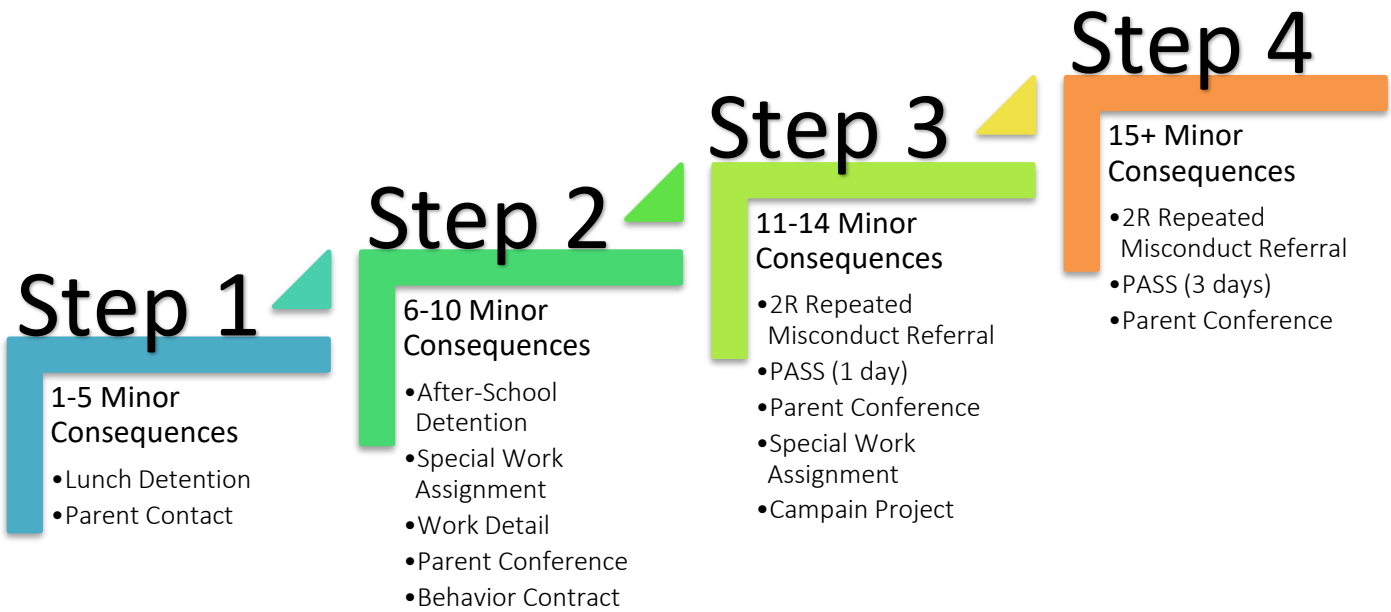 Step 1
1-5 Minor
Consequences
•Lunch Detention
•Parent Contact
Step 2
6-10 Minor
Consequences
•After-School
Detention
•Special Work
Assignment
•Work Detail
•Parent Conference
•Behavior Contract
Step 3
11-14 Minor
Consequences
•2R Repeated
Misconduct Referral
•PASS (1 day)
•Parent Conference
•Special Work
Assignment
•Campain Project
Step 4
15+ Minor
Consequences
•2R Repeated
Misconduct Referral
•PASS (3 days)
•Parent Conference